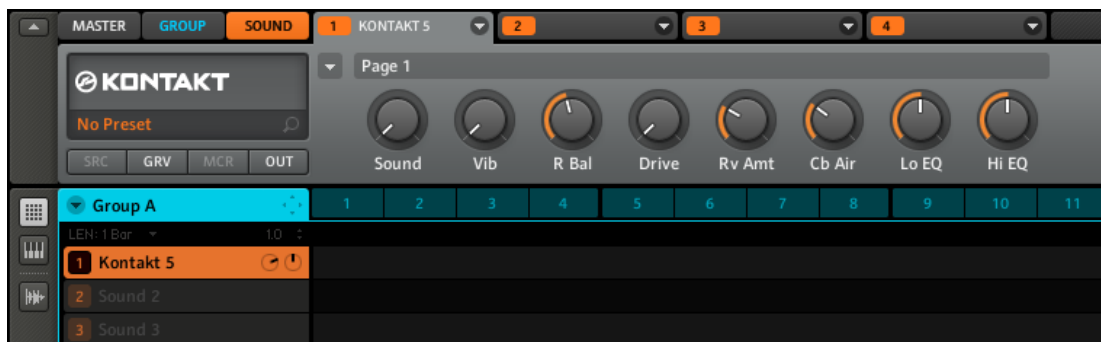 MASTER GROUP SOUND 1 KONTAKT 5 2 3 4
KONTAKT
Page 1
No Preset
SRC GRV MCR OUT
Sound Vib R Bal Drive Rv Amt Cb Air Lo EQ Hi EQ
Group A 1 2 3 4 5 6 7 8 9 10 11
LEN: 1 Bar 1.0
1 Kontakt 5
2 Sound 2
3 Sound 3